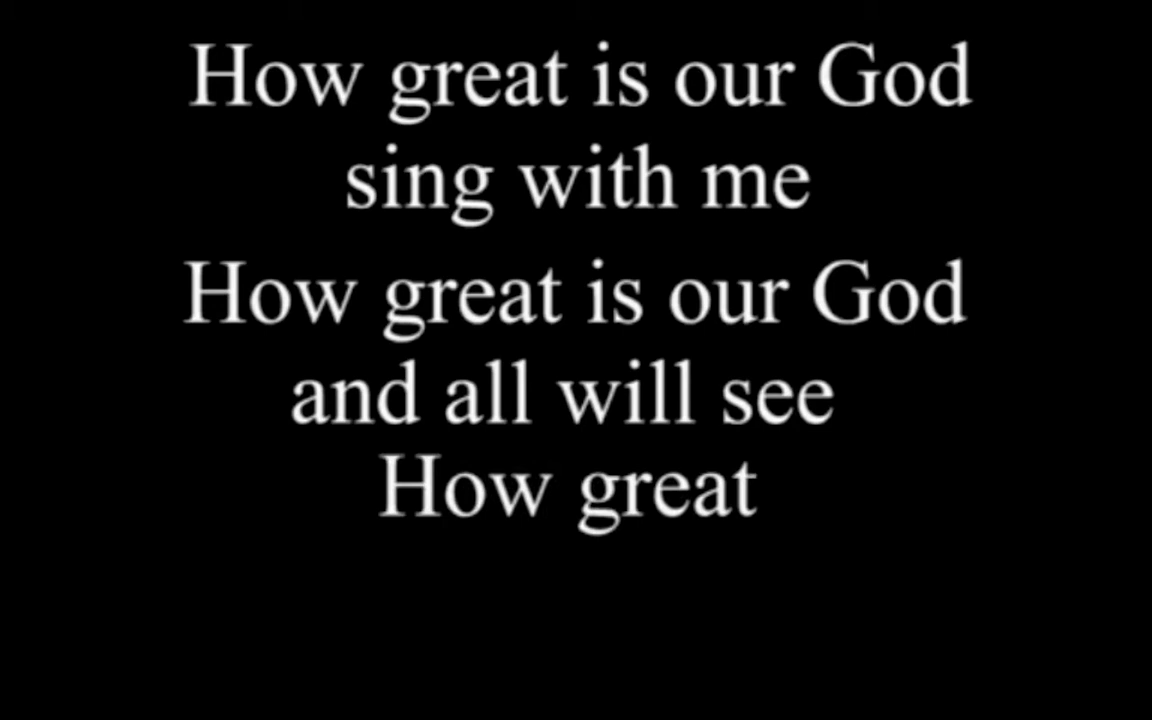 How great is our God
sing with me
How great is our God
and all will see
How great